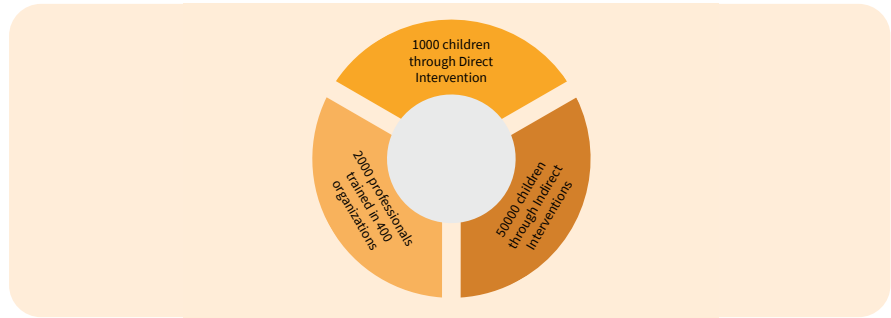 1000 children
through Direct
Intervention
50000 children
through Indirect
Interventions
2000 professionals
trained in 400
organizations